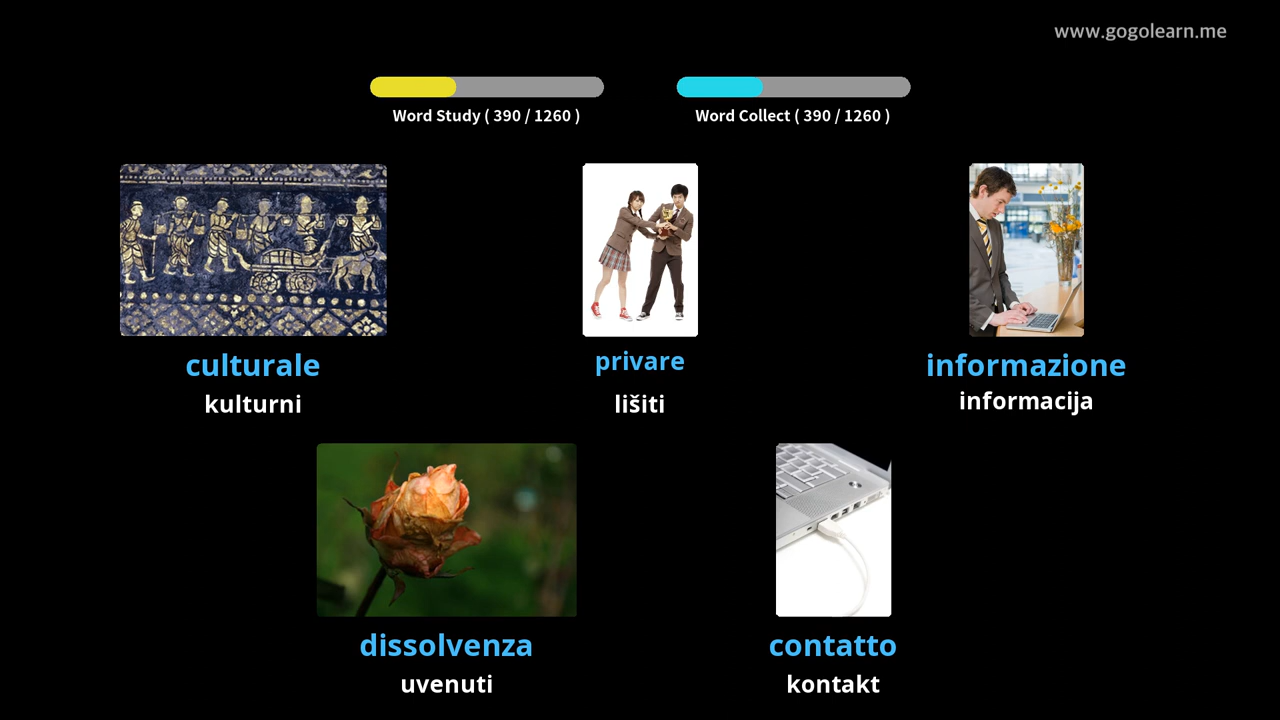 www.gogolearn.me
Word Study ( 390 / 1260 )
Word Collect ( 390 / 1260 )
culturale
kulturni
privare
lišiti
informazione
informacija
dissolvenza
uvenuti
contatto
kontakt